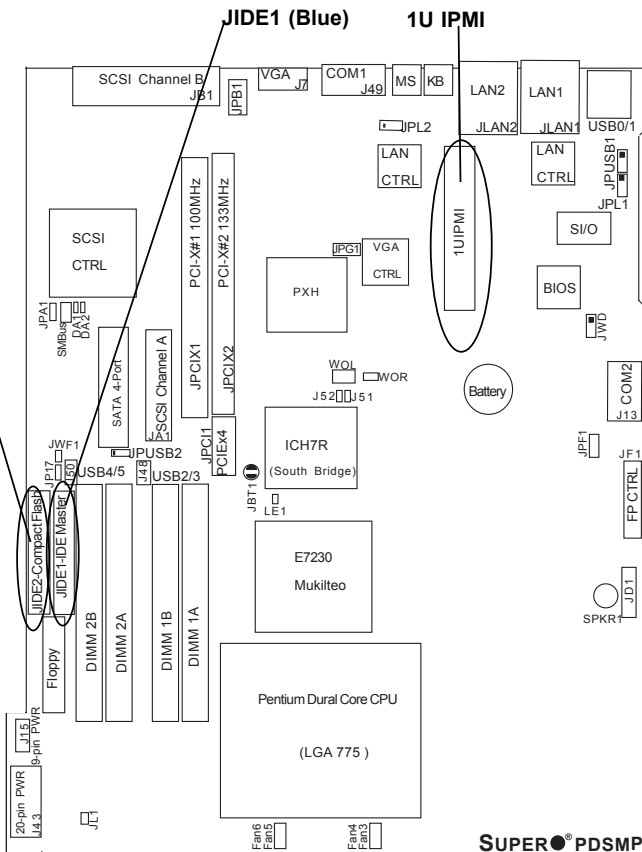 JIDE1 (Blue)
1U IPMI
SCSI Channel B
JB1
JPB1
VGA
J7
COM1
J49
MS
KB
LAN2
JLAN2
LAN1
JLAN1
USB0/1
JPL2
LAN
CTRL
LAN
CTRL
JPUSB1
JPL1
SCSI
CTRL
PCI-X#1 100MHz
JPCIX1
PCI-X#2 133MHz
JPCIX2
JPG1
VGA
CTRL
1UIPMI
SI/O
PXH
BIOS
JPA1
SMBus
DA1
DA2
JWD
SATA 4-Port
SCSI Channel A
JA1
WOL
WOR
J52
J51
Battery
COM2
J13
JWF1
JP17
J50
JPUSB2
USB4/5
J48
USB2/3
JPCI1
PCIEx4
ICH7R
(South Bridge)
JBT1
LE1
JPF1
JF1
FP CTRL
JIDE2-Compact Flash
JIDE1-IDE Master
E7230
Mukilteo
JD1
SPKR1
DIMM 2B
DIMM 2A
DIMM 1B
DIMM 1A
Floppy
Pentium Dural Core CPU
(LGA 775 )
J15
9-pin PWR
20-pin PWR
J43
JL1
Fan6
Fan5
Fan4
Fan3
SUPER® PDSMP